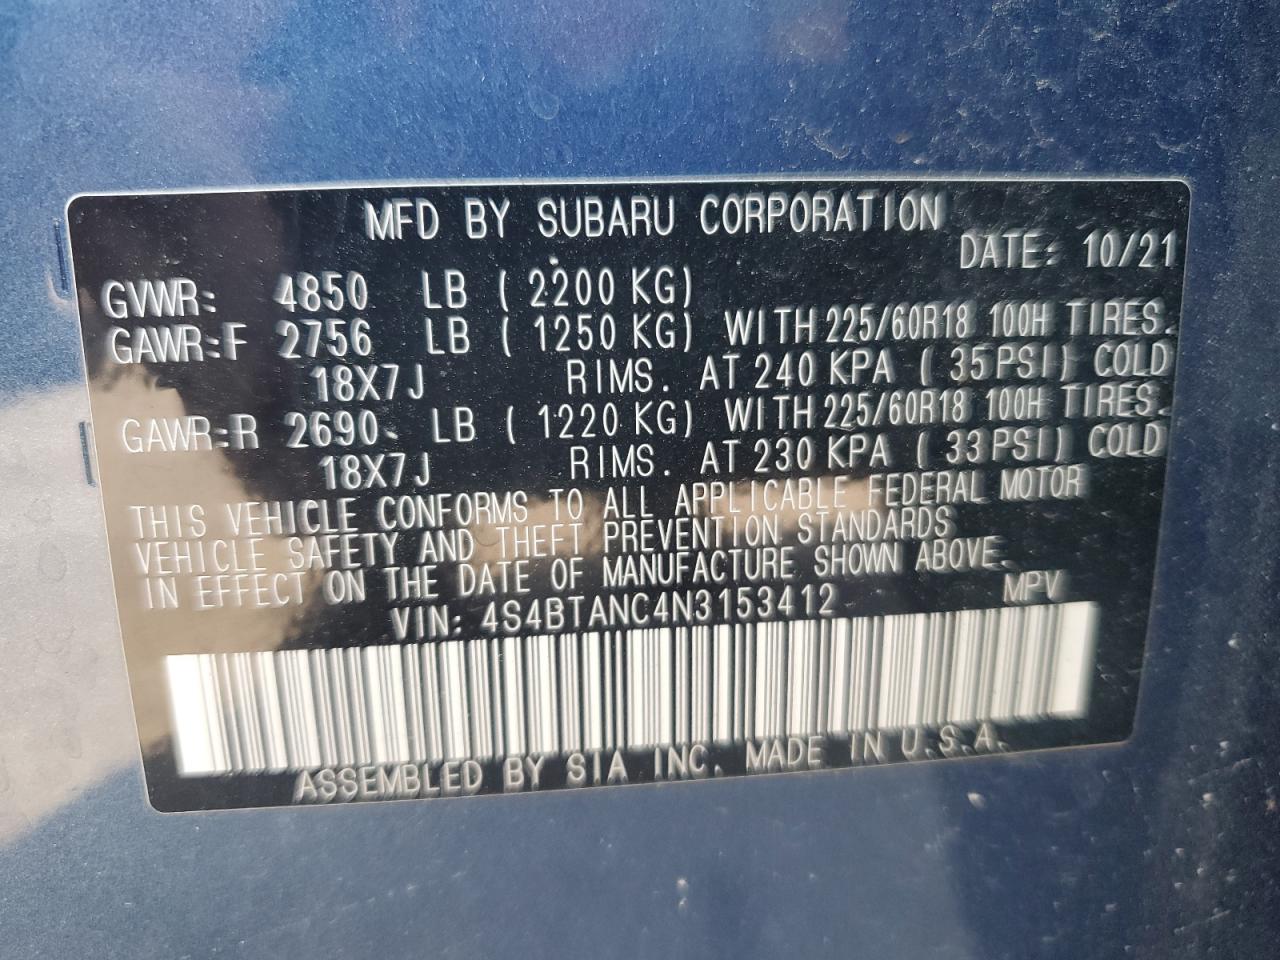 MFD BY SUBARU CORPORATION
DATE: 10/21
GVWR: 4850 LB ( 2200 KG)
GAWR:F 2756 LB ( 1250 KG) WITH 225/60R18 100H TIRES.
18X7J RIMS. AT 240 KPA ( 35PSI) COLD
GAWR:R 2690 LB ( 1220 KG) WITH 225/60R18 100H TIRES.
18X7J RIMS. AT 230 KPA ( 33PSI) COLD
THIS VEHICLE CONFORMS TO ALL APPLICABLE FEDERAL MOTOR
VEHICLE SAFETY AND THEFT PREVENTION STANDARDS
IN EFFECT ON THE DATE OF MANUFACTURE SHOWN ABOVE.
VIN: 4S4BTANC4N3153412 MPV
ASSEMBLED BY SIA INC. MADE IN U.S.A.